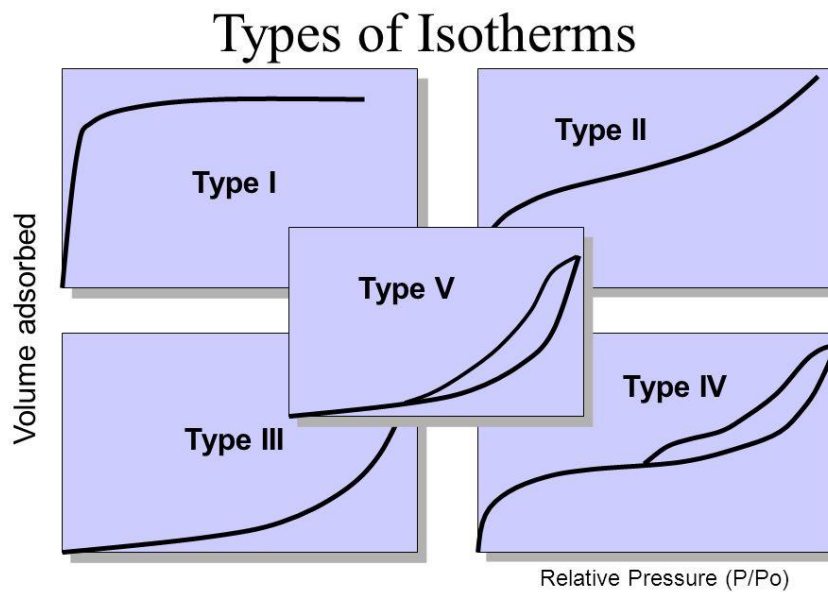 Types of Isotherms
Type I
Type II
Type V
Type III
Type IV
Volume adsorbed
Relative Pressure (P/Po)